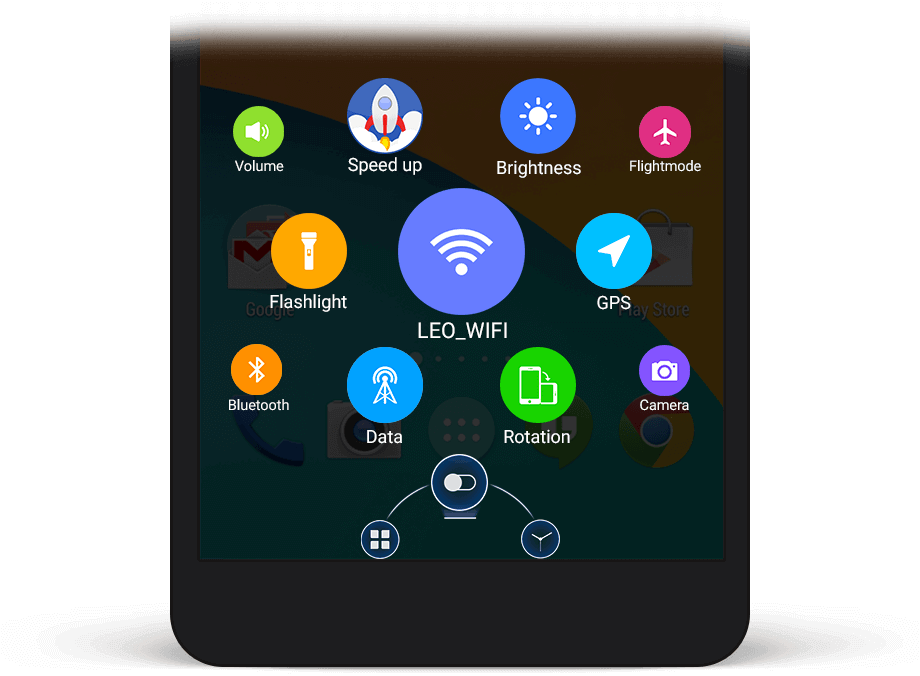 Volume
Speed up
Brightness
Flightmode
Flashlight
GPS
Google
Play Store
LEO_WIFI
Bluetooth
Data
Rotation
Camera